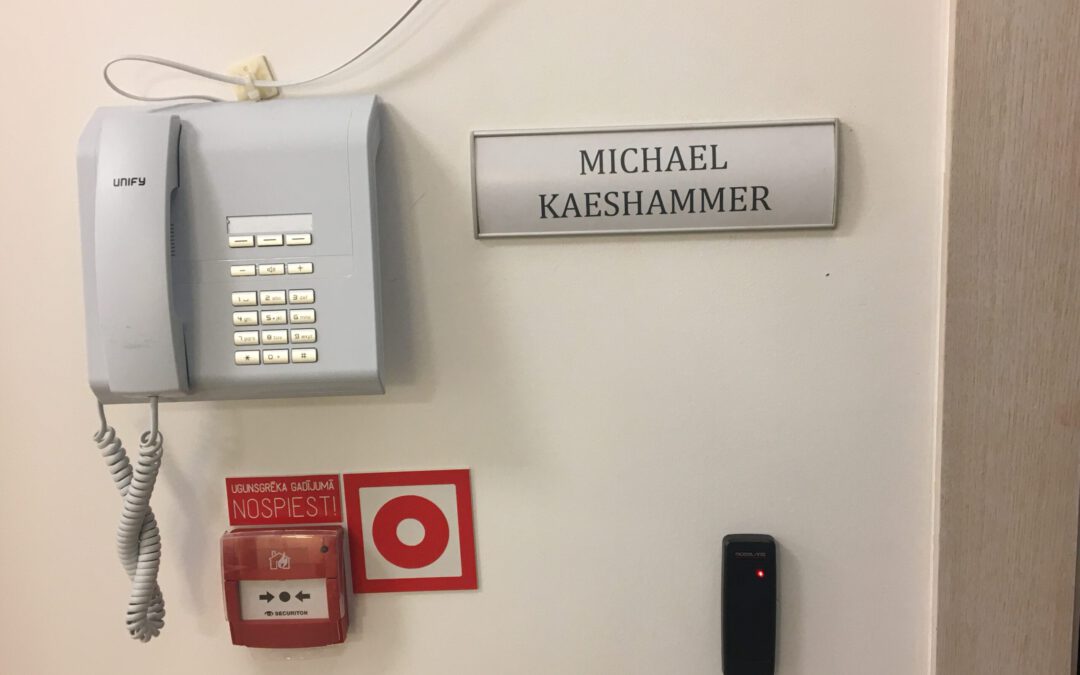 UNIFY
MICHAEL
KAESHAMMER
UGUNSGRĒKA GADĪJUMĀ
NOSPIEST!
SECURITON